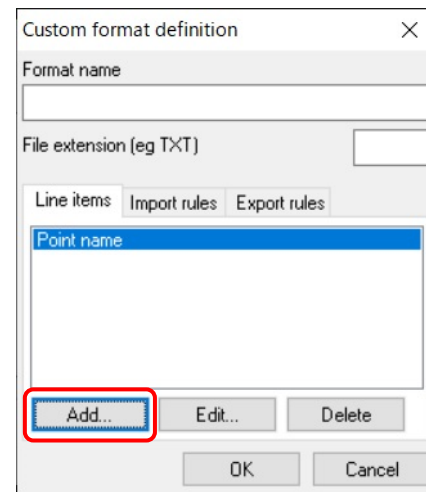 Custom format definition
Format name
File extension (eg TXT)
Line items Import rules Export rules
Point name
Add... Edit... Delete
OK Cancel